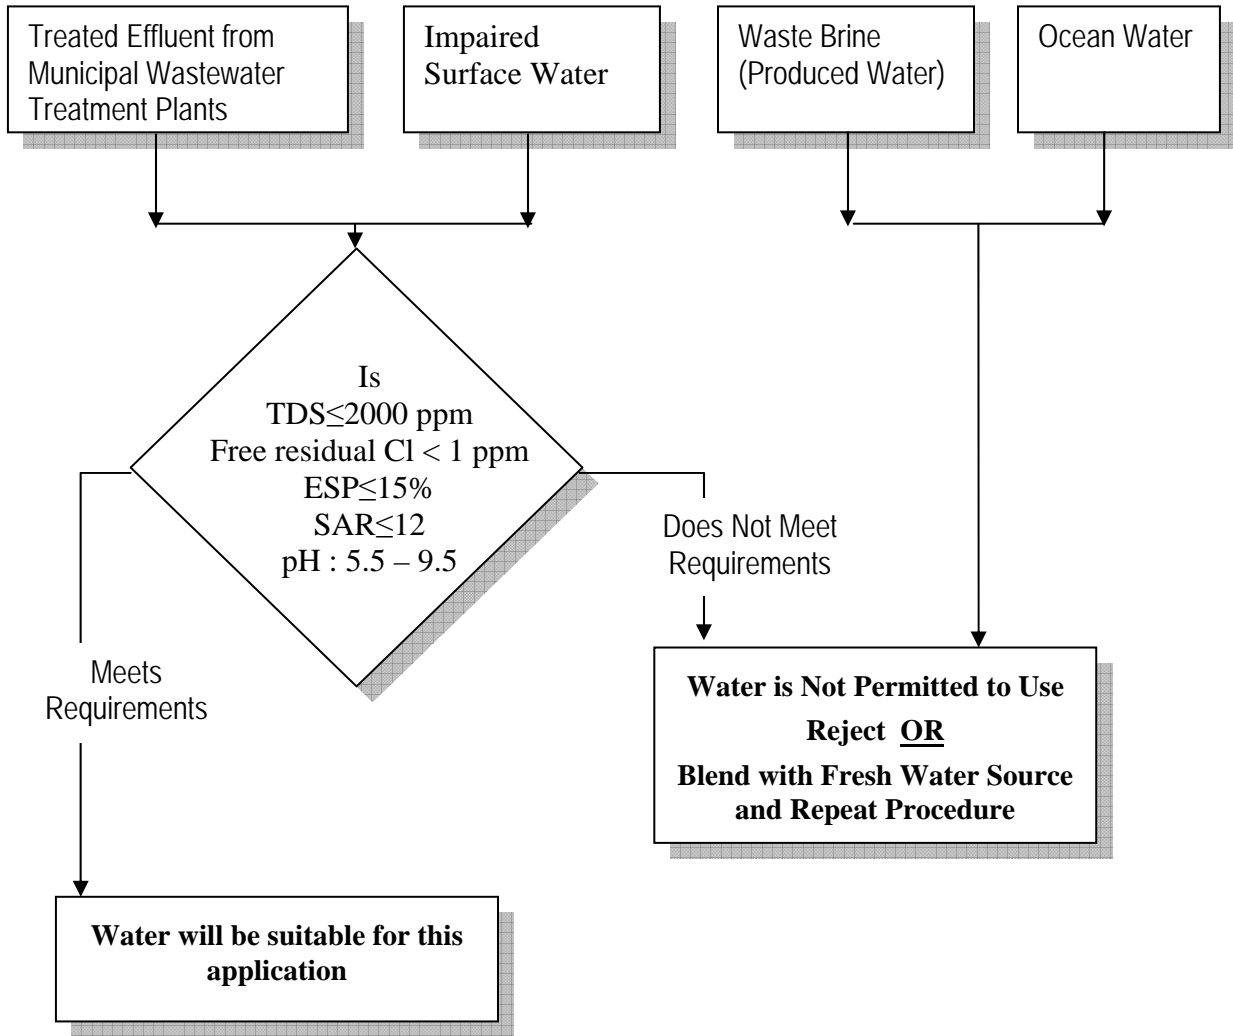 Treated Effluent from
Municipal Wastewater
Treatment Plants
Impaired
Surface Water
Waste Brine
(Produced Water)
Ocean Water
Is
TDS≤2000 ppm
Free residual Cl < 1 ppm
ESP≤15%
SAR≤12
pH : 5.5 – 9.5
Does Not Meet
Requirements
Meets
Requirements
Water is Not Permitted to Use
Reject OR
Blend with Fresh Water Source
and Repeat Procedure
Water will be suitable for this
application